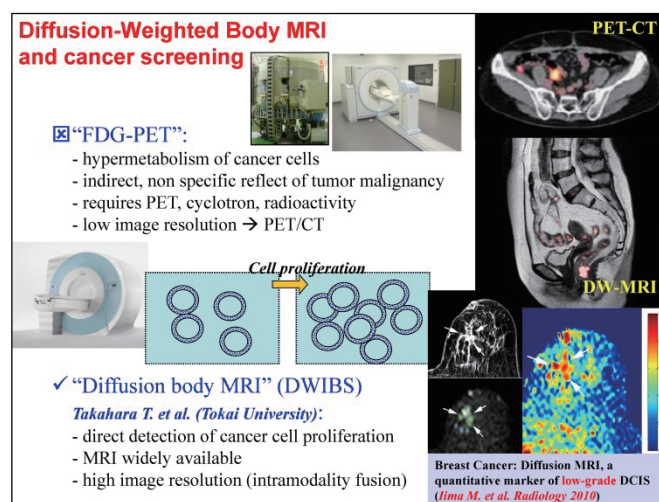 Diffusion-Weighted Body MRI
and cancer screening
PET-CT
☒“FDG-PET”:
- hypermetabolism of cancer cells
- indirect, non specific reflect of tumor malignancy
- requires PET, cyclotron, radioactivity
- low image resolution → PET/CT
Cell proliferation
DW-MRI
✓ “Diffusion body MRI” (DWIBS)
Takahara T. et al. (Tokai University):
- direct detection of cancer cell proliferation
- MRI widely available
- high image resolution (intramodality fusion)
Breast Cancer: Diffusion MRI, a
quantitative marker of low-grade DCIS
(Iima M. et al. Radiology 2010)